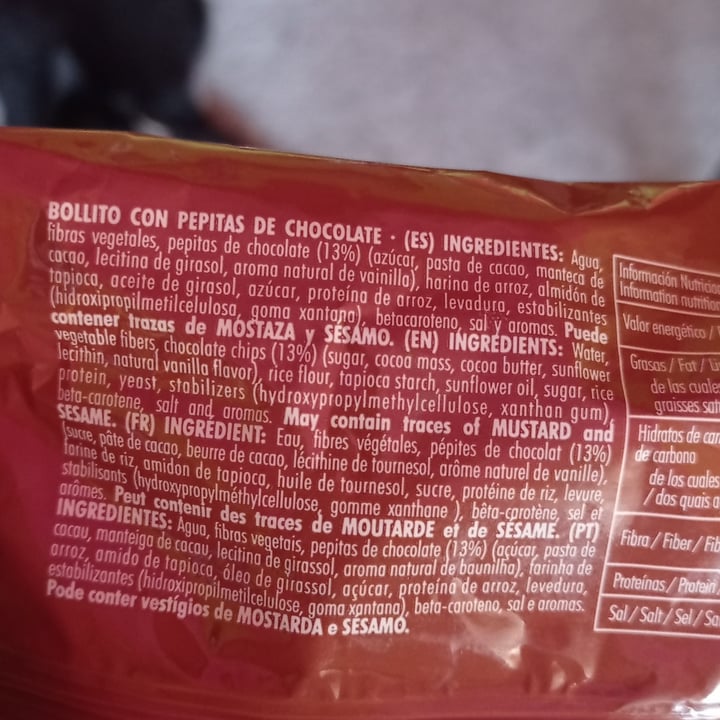 BOLLITO CON PEPITAS DE CHOCOLATE · (ES) INGREDIENTES: Agua,
fibras vegetales, pepitas de chocolate (13%) (azúcar, pasta de cacao, manteca de
cacao, lecitina de girasol, aroma natural de vainilla), harina de arroz, almidón de
tapioca, aceite de girasol, azúcar, proteína de arroz, levadura, estabilizantes
(hidroxipropilmetilcelulosa, goma xantana), betacaroteno, sal y aromas. Puede
contener trazas de MOSTAZA y SÉSAMO. (EN) INGREDIENTS: Water,
vegetable fibers, chocolate chips (13%) (sugar, cocoa mass, cocoa butter, sunflower
lecithin, natural vanilla flavor), rice flour, tapioca starch, sunflower oil, sugar, rice
protein, yeast, stabilizers (hydroxypropylmethylcellulose, xanthan gum),
beta-carotene, salt and aromas. May contain traces of MUSTARD and
SESAME. (FR) INGRÉDIENT: Eau, fibres végétales, pépites de chocolat (13%)
(sucre, pâte de cacao, beurre de cacao, lécithine de tournesol, arôme naturel de vanille),
farine de riz, amidon de tapioca, huile de tournesol, sucre, protéine de riz, levure,
stabilisants (hydroxypropylméthylcellulose, gomme xanthane ), bêta-carotène, sel et
arômes. Peut contenir des traces de MOUTARDE et de SÉSAME. (PT)
INGREDIENTES: Água, fibras vegetais, pepitas de chocolate (13%) (açúcar, pasta de
cacau, manteiga de cacau, lecitina de girassol, aroma natural de baunilha), farinha de
arroz, amido de tapioca, óleo de girassol, açúcar, proteína de arroz, levedura,
estabilizantes (hidroxipropilmetilcelulose, goma xantana), beta-caroteno, sal e aromas.
Pode conter vestígios de MOSTARDA e SÉSAMO.
Información Nutricio
Information nutritio
Valor energético /
Grasas / Fat /
de las cuale
graisses sat
Hidratos de car
de carbono
de los cuales
/ dos quais a
Fibra / Fiber / Fib
Proteínas / Protein
Sal / Salt / Sel / Sa